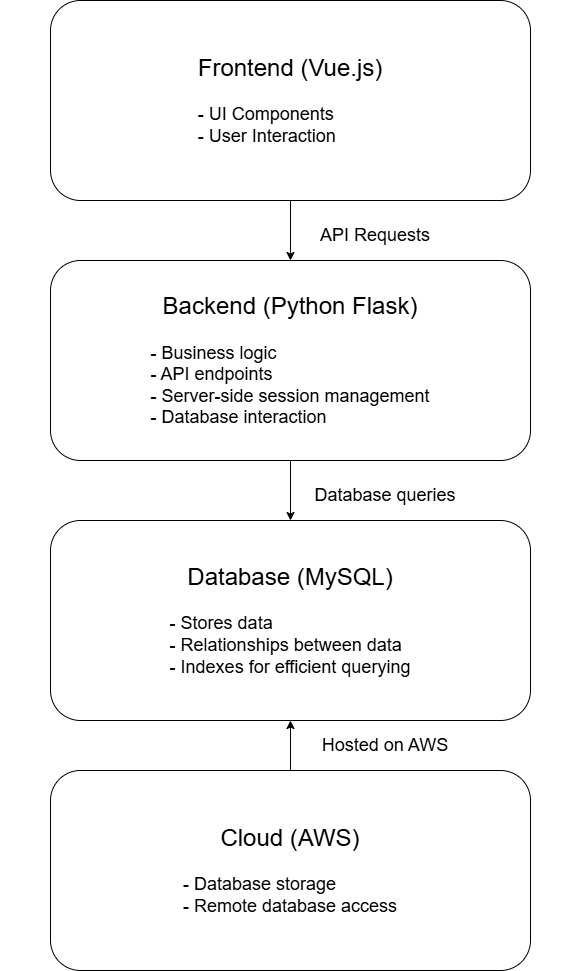 Frontend (Vue.js)
- UI Components
- User Interaction
API Requests
Backend (Python Flask)
- Business logic
- API endpoints
- Server-side session management
- Database interaction
Database queries
Database (MySQL)
- Stores data
- Relationships between data
- Indexes for efficient querying
Hosted on AWS
Cloud (AWS)
- Database storage
- Remote database access